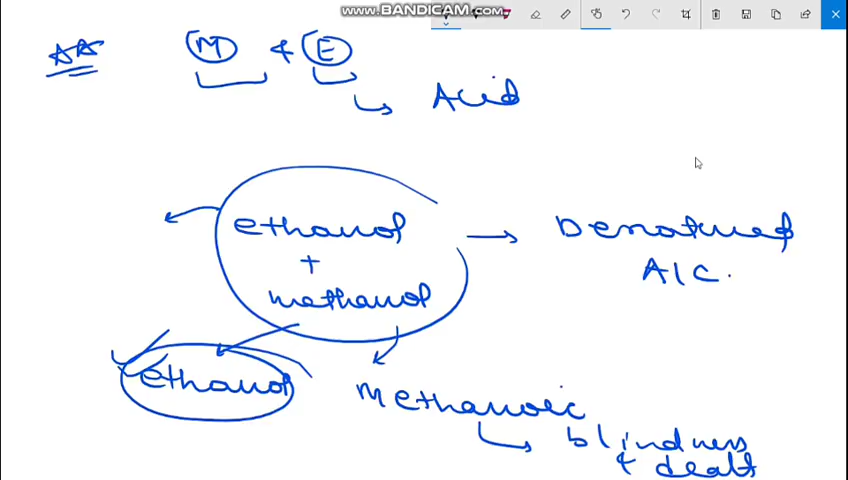 WWW.BANDICAM.COM
M & E
Acid
ethanol
+
methanol
Denatured
Alc.
ethanol
Methanoic
blindness
& death